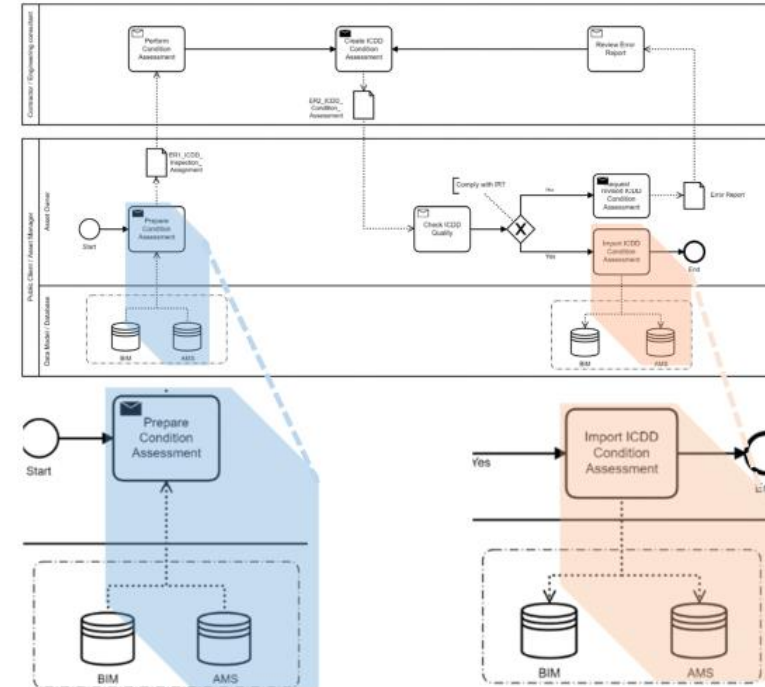 Contractor / Engineering consultant
Perform
Condition
Assessment
Create ICDD
Condition
Assessment
Review Error
Report
ER2_ICDD_
Condition_
Assessment
Public Client / Asset Manager
Asset Owner
ER1_ICDD_
Inspection_
Assignment
Start
Prepare
Condition
Assessment
Check ICDD
Quality
Comply with IR?
No
Request
revision ICDD
Condition
Assessment
Error Report
Yes
Import ICDD
Condition
Assessment
End
Data Model / Database
BIM
AMS
BIM
AMS
Start
Prepare
Condition
Assessment
BIM
AMS
Yes
Import ICDD
Condition
Assessment
BIM
AMS